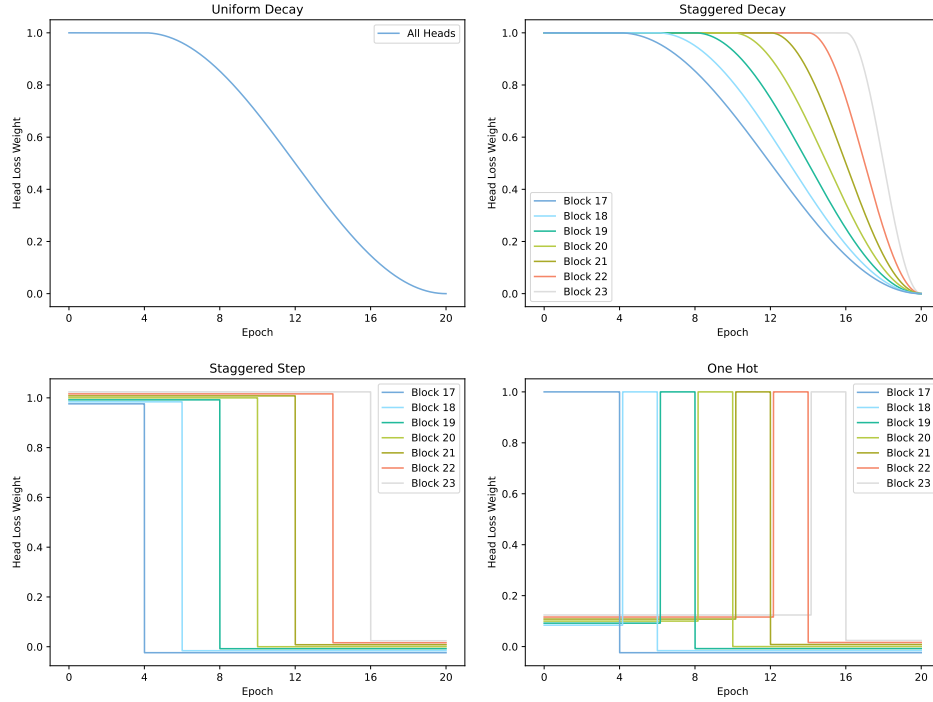 Uniform Decay
Head Loss Weight
1.0
0.8
0.6
0.4
0.2
0.0
0 4 8 12 16 20
Epoch
All Heads
Staggered Decay
Head Loss Weight
1.0
0.8
0.6
0.4
0.2
0.0
0 4 8 12 16 20
Epoch
Block 17
Block 18
Block 19
Block 20
Block 21
Block 22
Block 23
Staggered Step
Head Loss Weight
1.0
0.8
0.6
0.4
0.2
0.0
0 4 8 12 16 20
Epoch
Block 17
Block 18
Block 19
Block 20
Block 21
Block 22
Block 23
One Hot
Head Loss Weight
1.0
0.8
0.6
0.4
0.2
0.0
0 4 8 12 16 20
Epoch
Block 17
Block 18
Block 19
Block 20
Block 21
Block 22
Block 23